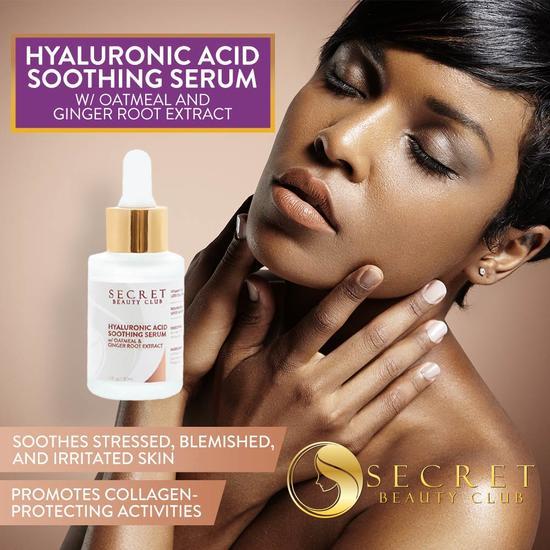 HYALURONIC ACID
SOOTHING SERUM
W/ OATMEAL AND
GINGER ROOT EXTRACT
SECRET
BEAUTY CLUB
HYALURONIC ACID
SOOTHING SERUM
w/ OATMEAL &
GINGER ROOT EXTRACT
SOOTHES STRESSED, BLEMISHED,
AND IRRITATED SKIN
PROMOTES COLLAGEN-
PROTECTING ACTIVITIES
SECRET
BEAUTY CLUB